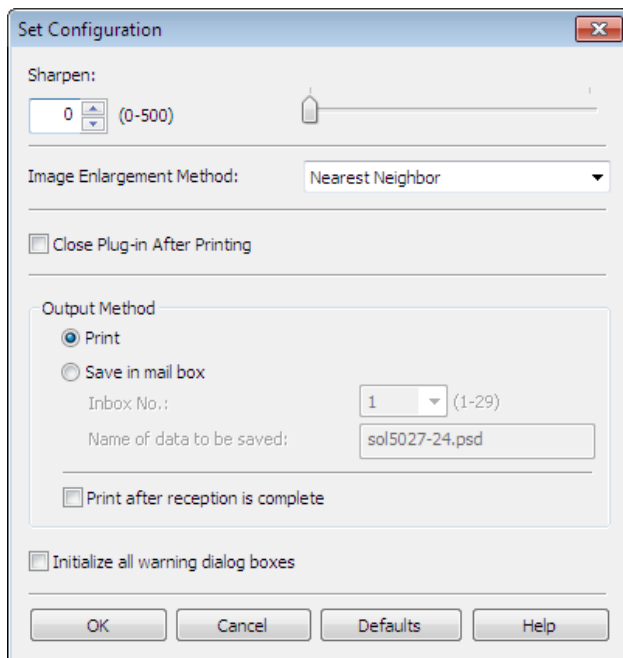 Set Configuration
Sharpen:
0 (0-500)
Image Enlargement Method: Nearest Neighbor
Close Plug-in After Printing
Output Method
Print
Save in mail box
Inbox No.: 1 (1-29)
Name of data to be saved: sol5027-24.psd
Print after reception is complete
Initialize all warning dialog boxes
OK Cancel Defaults Help